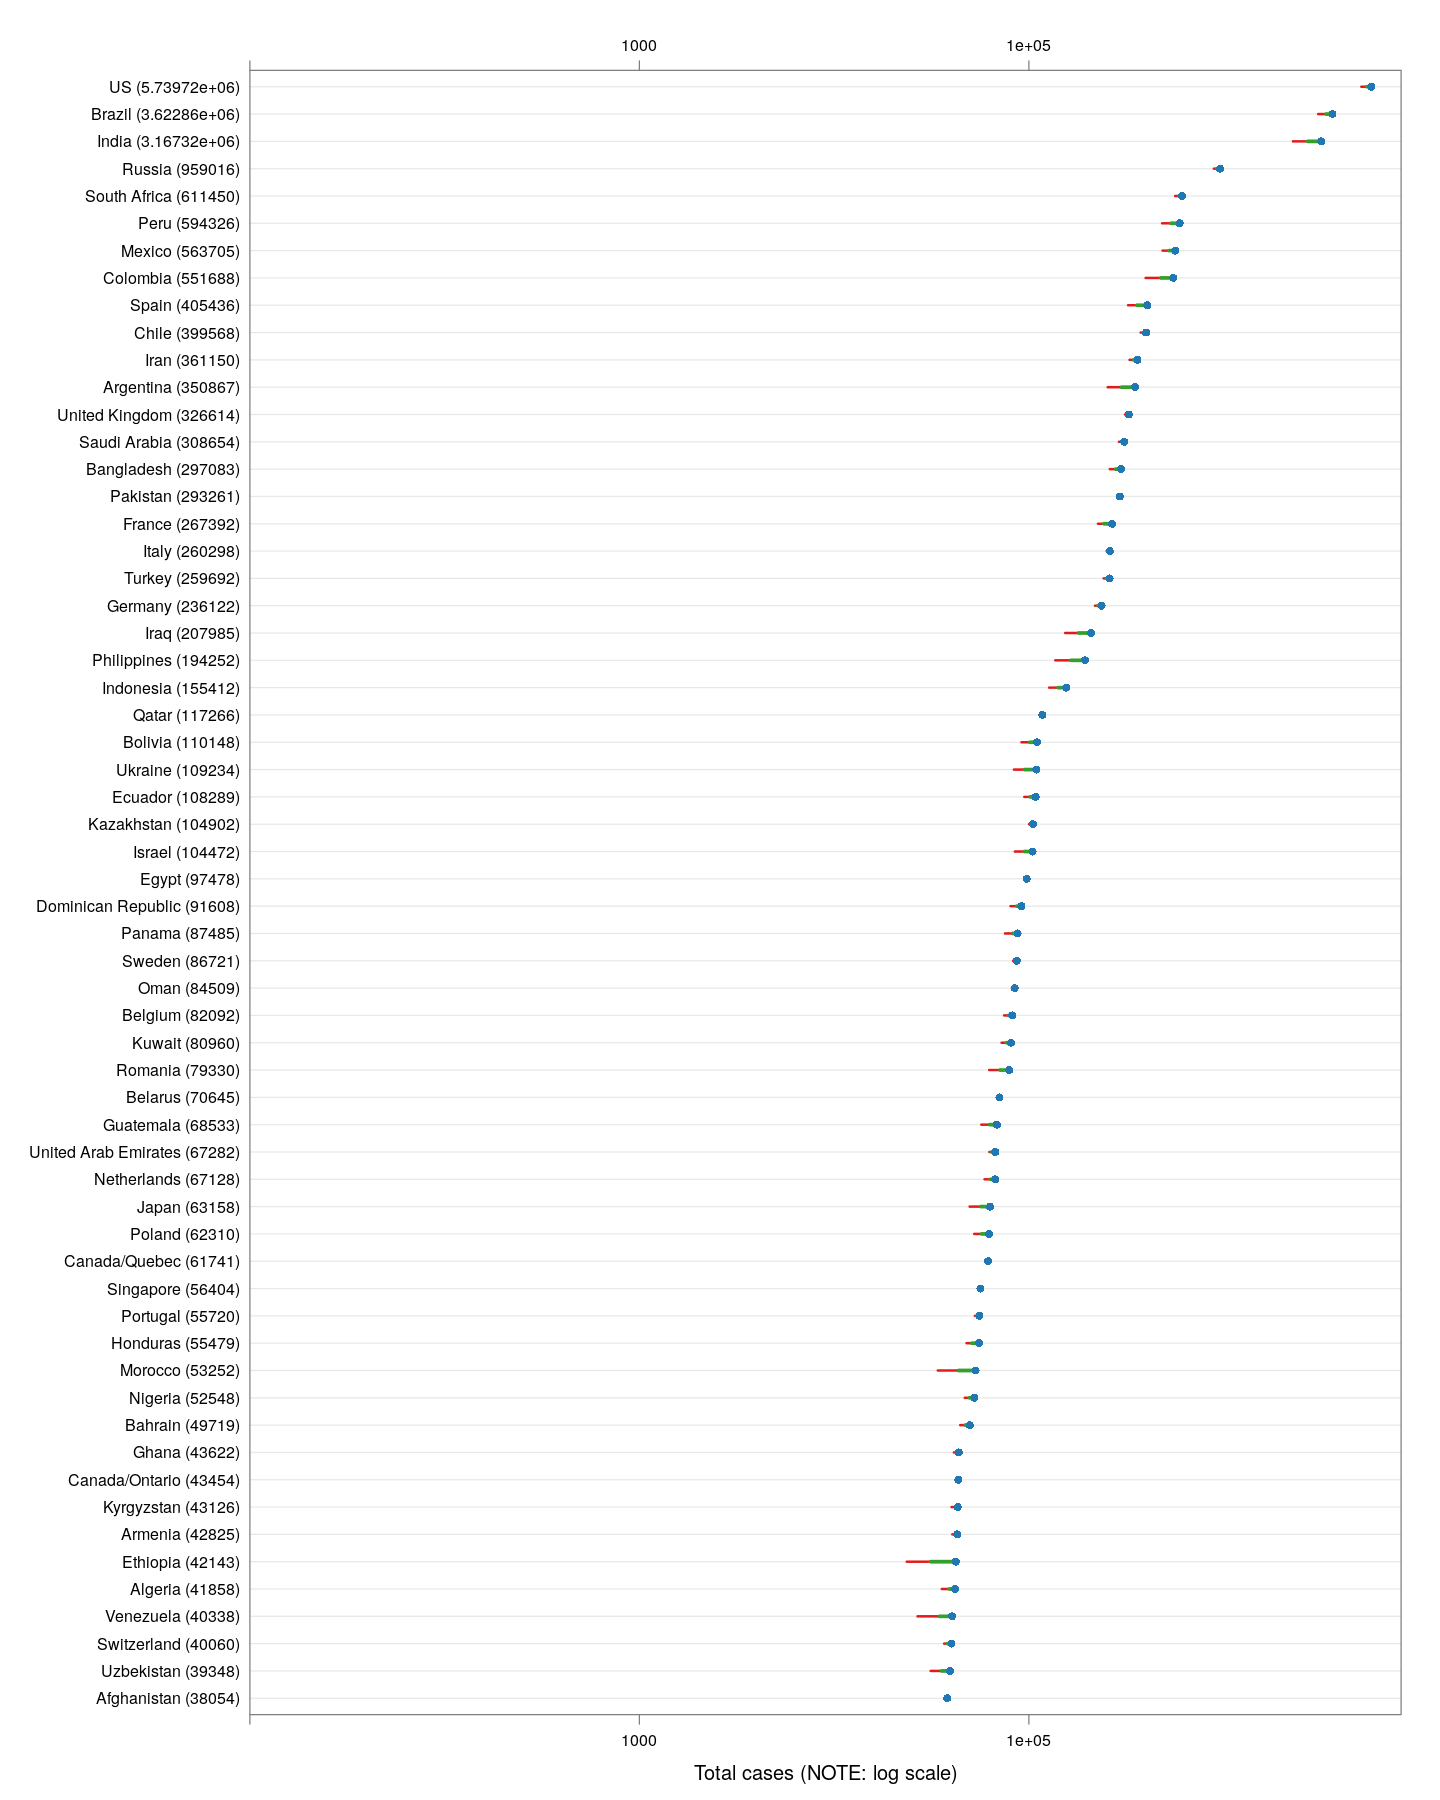 1000 1e+05
US (5.73972e+06)
Brazil (3.62286e+06)
India (3.16732e+06)
Russia (959016)
South Africa (611450)
Peru (594326)
Mexico (563705)
Colombia (551688)
Spain (405436)
Chile (399568)
Iran (361150)
Argentina (350867)
United Kingdom (326614)
Saudi Arabia (308654)
Bangladesh (297083)
Pakistan (293261)
France (267392)
Italy (260298)
Turkey (259692)
Germany (236122)
Iraq (207985)
Philippines (194252)
Indonesia (155412)
Qatar (117266)
Bolivia (110148)
Ukraine (109234)
Ecuador (108289)
Kazakhstan (104902)
Israel (104472)
Egypt (97478)
Dominican Republic (91608)
Panama (87485)
Sweden (86721)
Oman (84509)
Belgium (82092)
Kuwait (80960)
Romania (79330)
Belarus (70645)
Guatemala (68533)
United Arab Emirates (67282)
Netherlands (67128)
Japan (63158)
Poland (62310)
Canada/Quebec (61741)
Singapore (56404)
Portugal (55720)
Honduras (55479)
Morocco (53252)
Nigeria (52548)
Bahrain (49719)
Ghana (43622)
Canada/Ontario (43454)
Kyrgyzstan (43126)
Armenia (42825)
Ethiopia (42143)
Algeria (41858)
Venezuela (40338)
Switzerland (40060)
Uzbekistan (39348)
Afghanistan (38054)
1000 1e+05
Total cases (NOTE: log scale)